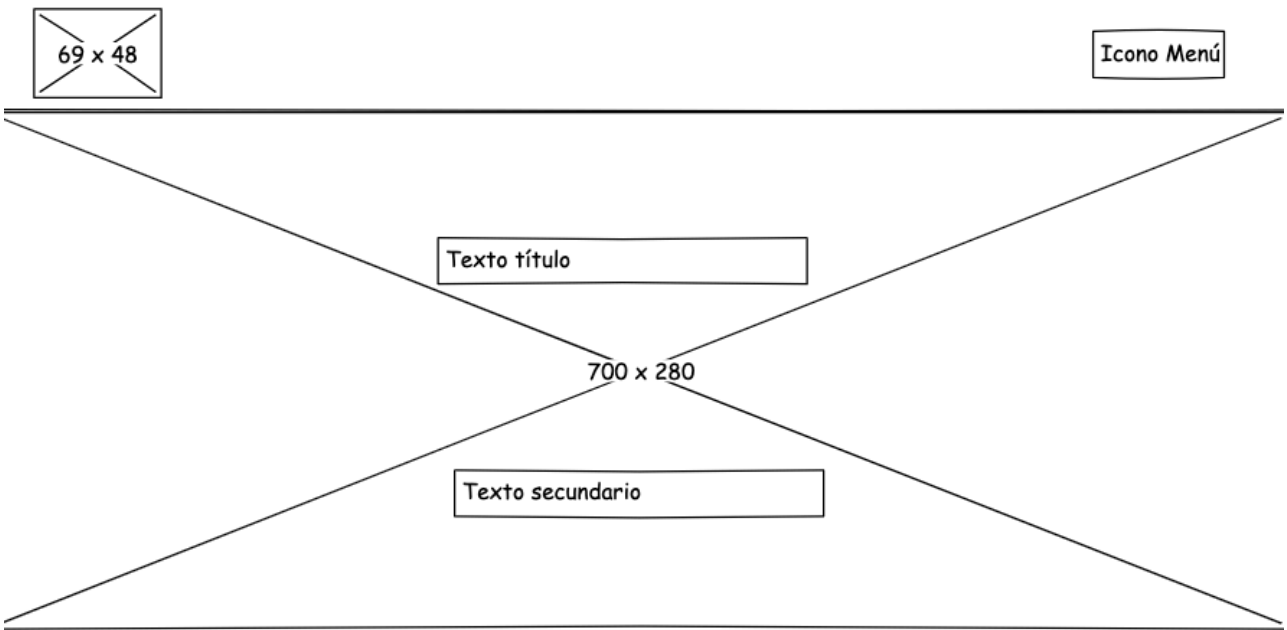 69 x 48
Icono Menú
Texto título
700 x 280
Texto secundario